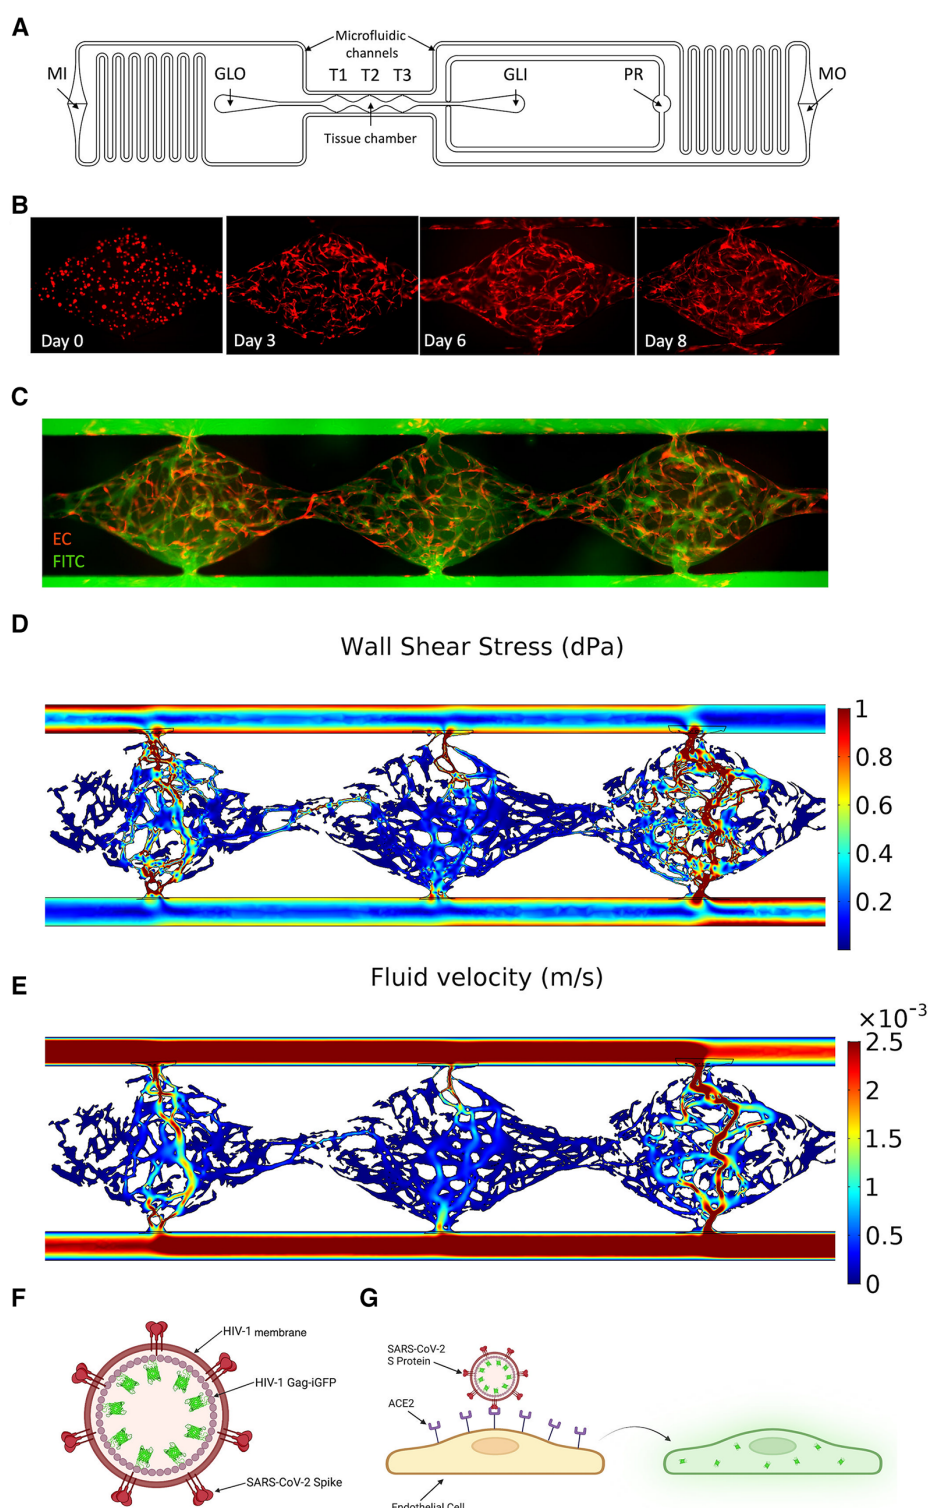 A
Microfluidic
channels
MI
GLO
T1
T2
T3
GLI
PR
MO
Tissue chamber
B
Day 0
Day 3
Day 6
Day 8
C
EC
FITC
D
Wall Shear Stress (dPa)
1
0.8
0.6
0.4
0.2
E
Fluid velocity (m/s)
×10⁻³
2.5
2
1.5
1
0.5
0
F
HIV-1 membrane
HIV-1 Gag-iGFP
SARS-CoV-2 Spike
G
SARS-CoV-2
S Protein
ACE2
Endothelial Cell